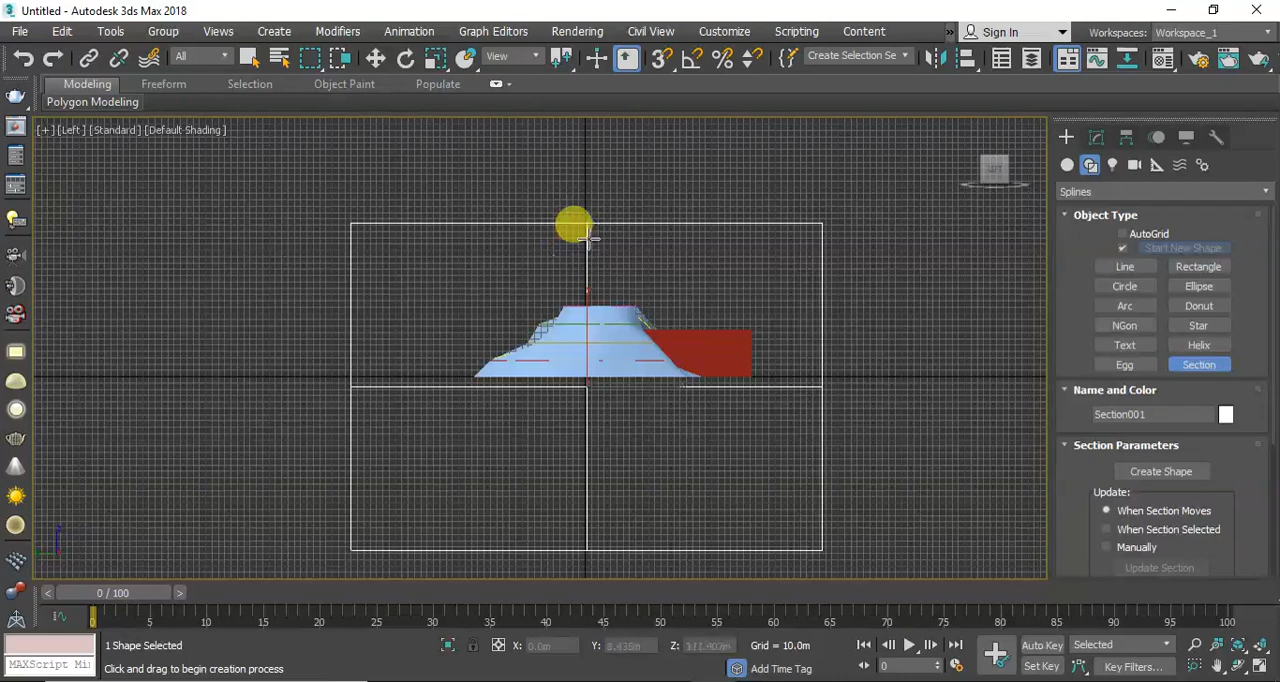 Untitled - Autodesk 3ds Max 2018
File Edit Tools Group Views Create Modifiers Animation Graph Editors Rendering Civil View Customize Scripting Content » Sign In Workspaces: Workspace_1
All View Create Selection Se
Modeling Freeform Selection Object Paint Populate
Polygon Modeling
[+] [Left] [Standard] [Default Shading]
LEFT
Splines
Object Type
AutoGrid
Start New Shape
Line Rectangle
Circle Ellipse
Arc Donut
NGon Star
Text Helix
Egg Section
Name and Color
Section001
Section Parameters
Create Shape
Update:
When Section Moves
When Section Selected
Manually
Update Section
< 0 / 100 >
0 5 10 15 20 25 30 35 40 45 50 55 60 65 70 75 80 85 90 95 100
1 Shape Selected X: 0.0m Y: 8.438m Z: Grid = 10.0m Auto Key Selected
MAXScript Mi Click and drag to begin creation process Add Time Tag 0 Set Key Key Filters...